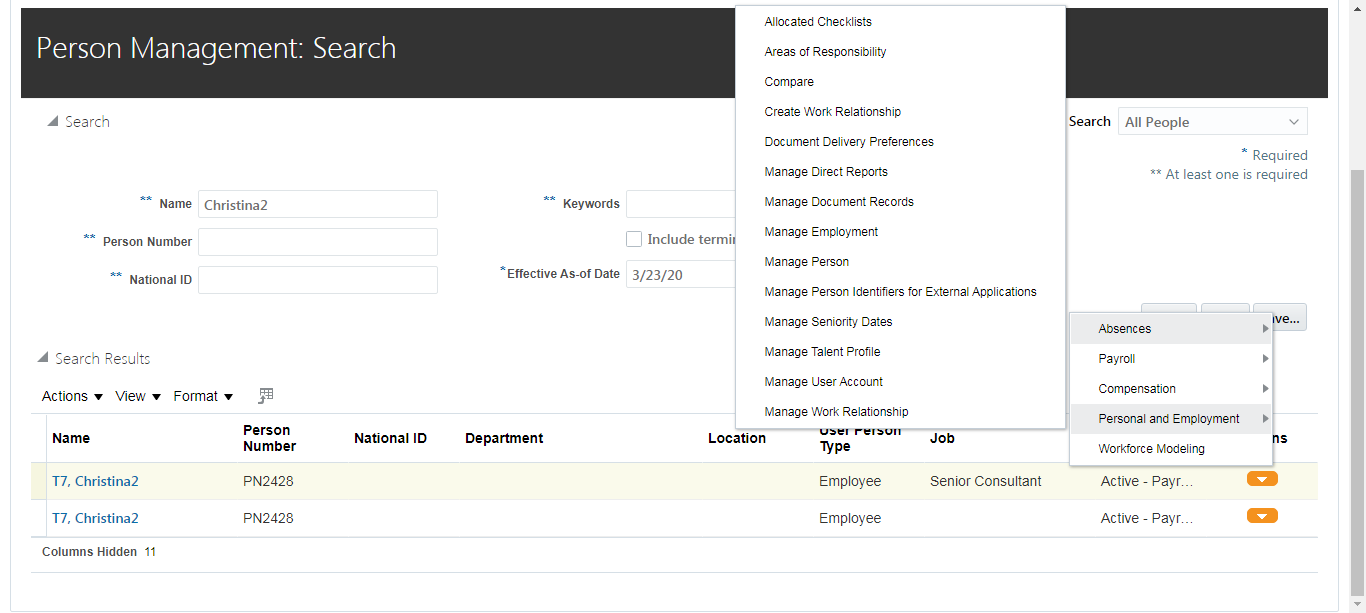 Person Management: Search
Allocated Checklists
Areas of Responsibility
Compare
Create Work Relationship
Document Delivery Preferences
Manage Direct Reports
Manage Document Records
Manage Employment
Manage Person
Manage Person Identifiers for External Applications
Manage Seniority Dates
Manage Talent Profile
Manage User Account
Manage Work Relationship
Search
Search All People
* Required
** At least one is required
** Name Christina2
** Person Number
** National ID
** Keywords
Include
*Effective As-of Date 3/23/20
Absences
Payroll
Compensation
Personal and Employment
Workforce Modeling
Search Results
Actions View Format
Name Person Number National ID Department Location User Person Type Job
T7, Christina2 PN2428 Employee Senior Consultant Active - Payr...
T7, Christina2 PN2428 Employee Active - Payr...
Columns Hidden 11